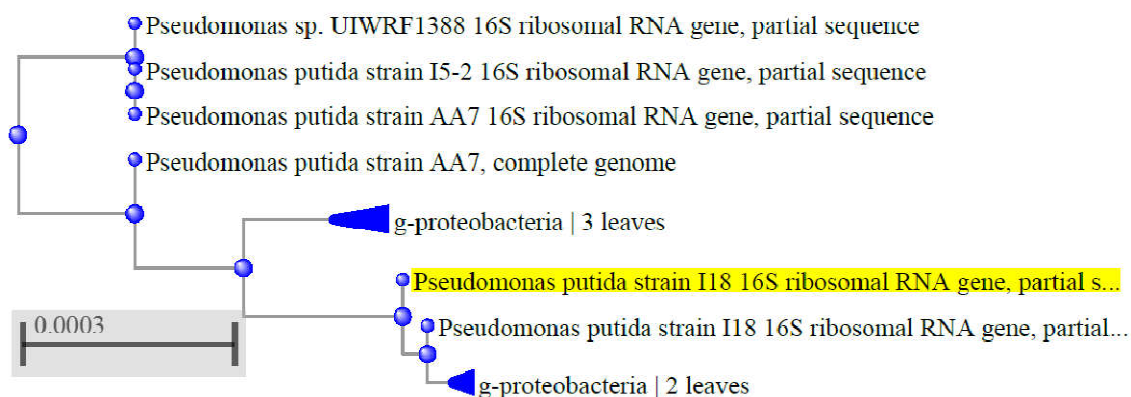 Pseudomonas sp. UIWRF1388 16S ribosomal RNA gene, partial sequence
Pseudomonas putida strain I5-2 16S ribosomal RNA gene, partial sequence
Pseudomonas putida strain AA7 16S ribosomal RNA gene, partial sequence
Pseudomonas putida strain AA7, complete genome
g-proteobacteria | 3 leaves
Pseudomonas putida strain I18 16S ribosomal RNA gene, partial s...
0.0003
Pseudomonas putida strain I18 16S ribosomal RNA gene, partial...
g-proteobacteria | 2 leaves